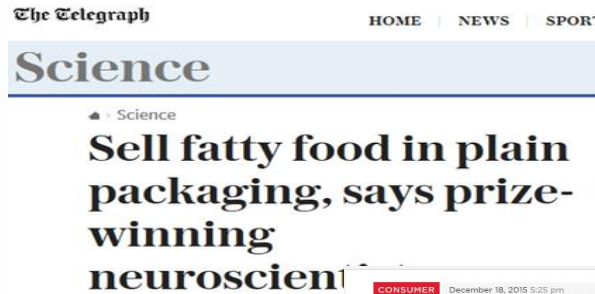 The Telegraph
HOME NEWS SPORT
Science
Science
Sell fatty food in plain
packaging, says prize-
winning
CONSUMER December 18, 2015 5:25 pm